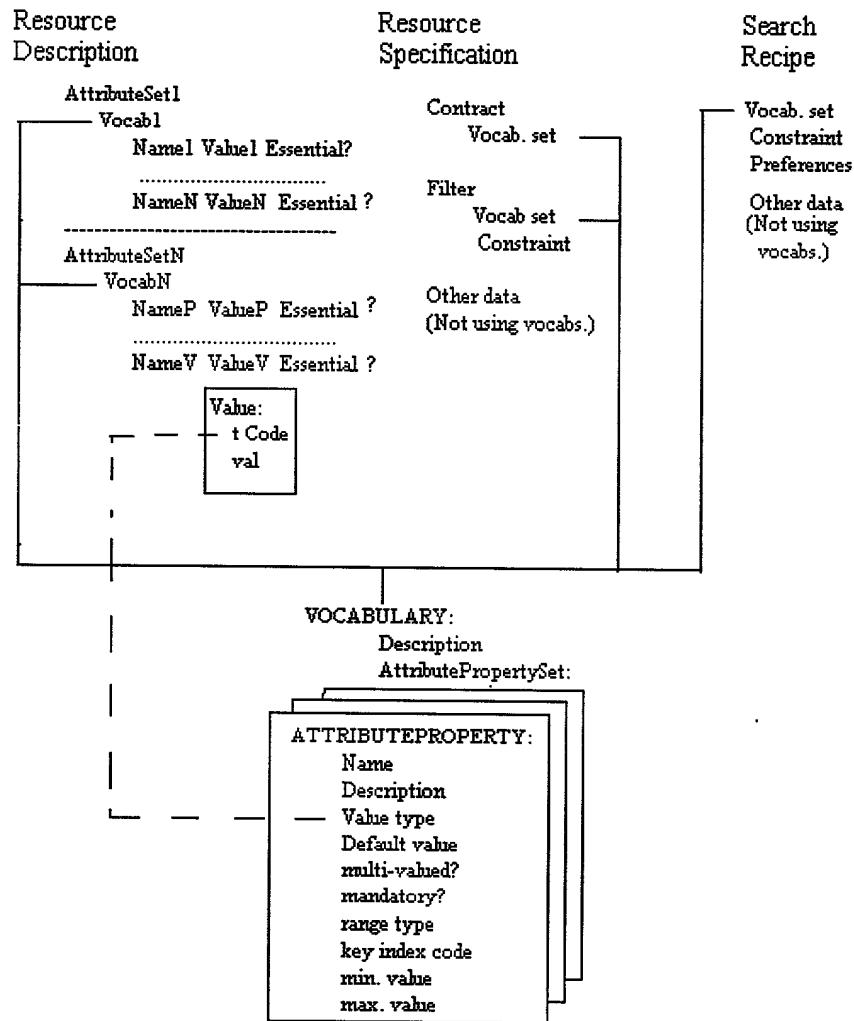 Resource
Description
AttributeSet1
Vocab1
Name1 Value1 Essential?
NameN ValueN Essential ?
AttributeSetN
VocabN
NameP ValueP Essential ?
NameV ValueV Essential ?
Value:
t Code
val
Resource
Specification
Contract
Vocab. set
Filter
Vocab set
Constraint
Other data
(Not using vocabs.)
Search
Recipe
Vocab. set
Constraint
Preferences
Other data
(Not using
vocabs.)
VOCABULARY:
Description
AttributePropertySet:
ATTRIBUTEPROPERTY:
Name
Description
Value type
Default value
multi-valued?
mandatory?
range type
key index code
min. value
max. value